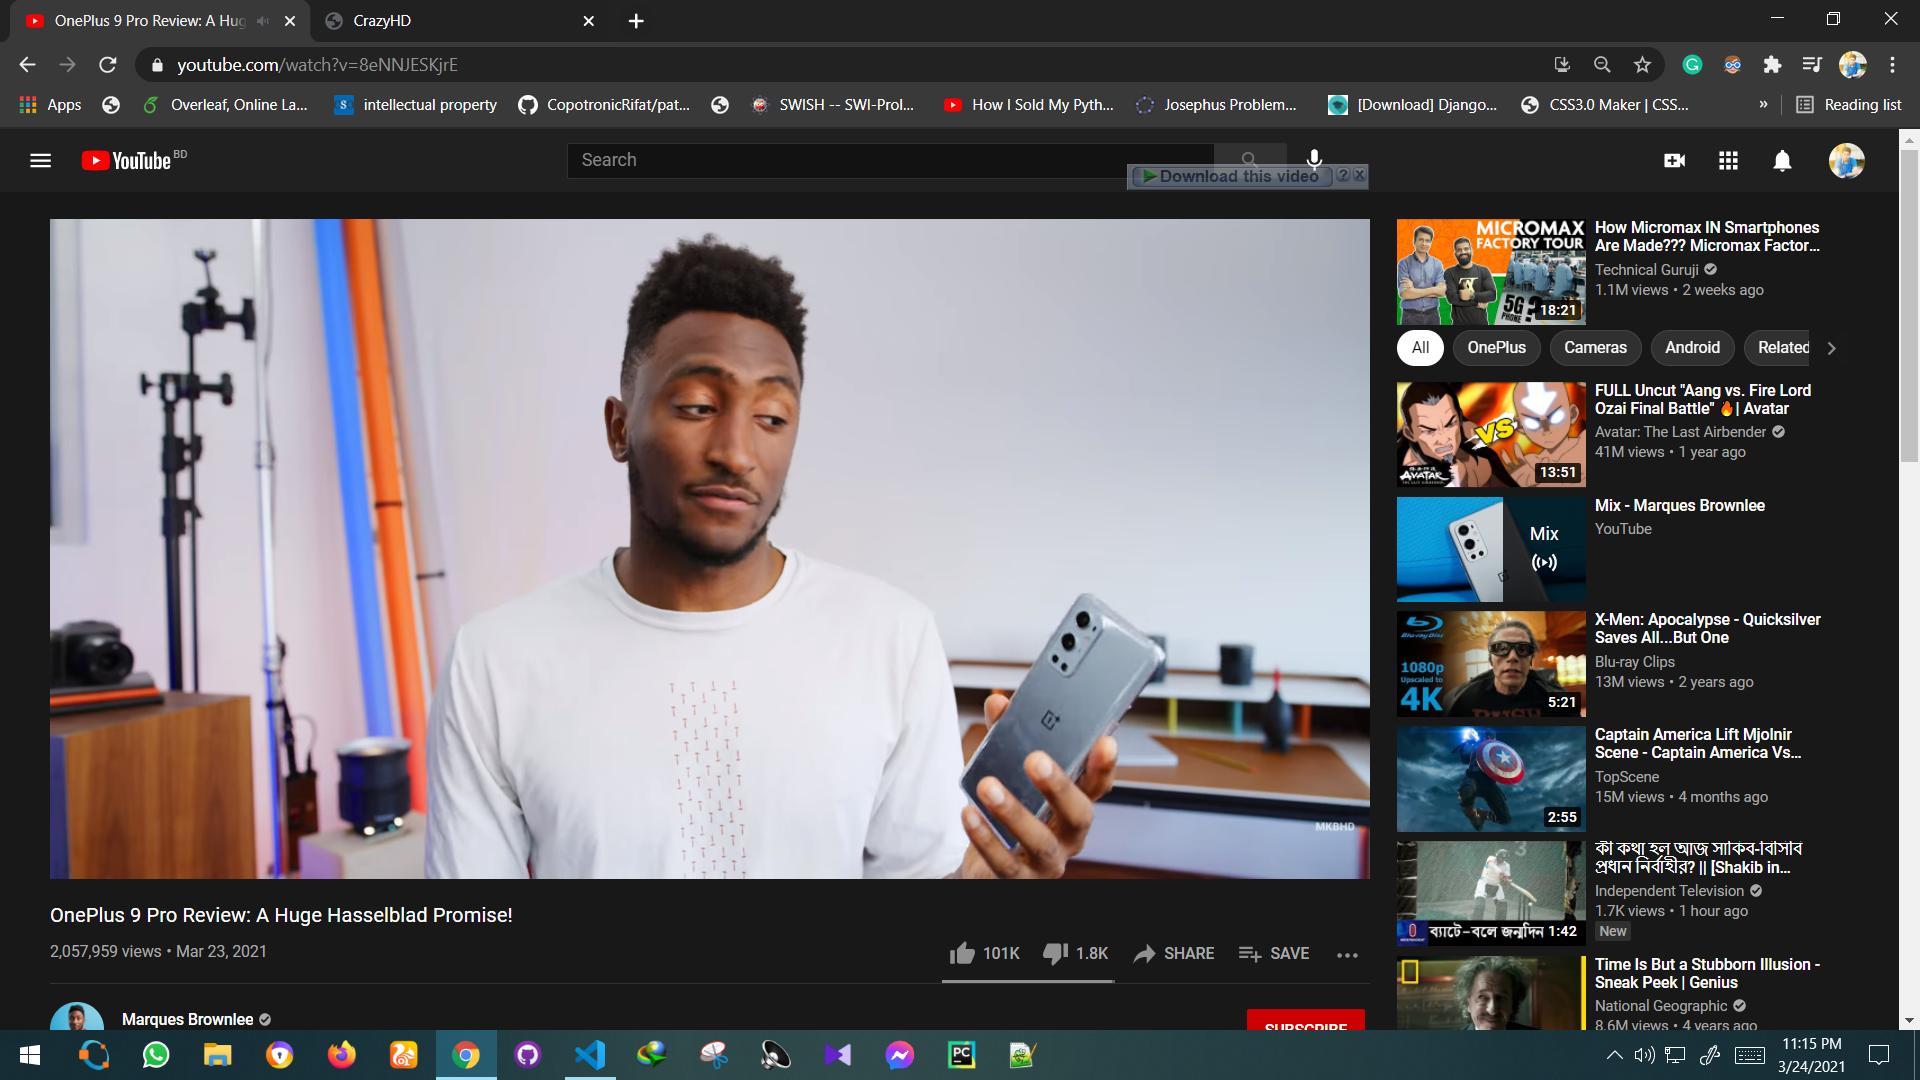 OnePlus 9 Pro Review: A Hug
CrazyHD
youtube.com/watch?v=8eNNJESKjrE
Apps
Overleaf, Online La...
intellectual property
CopotronicRifat/pat...
SWISH -- SWI-Prol...
How I Sold My Pyth...
Josephus Problem...
[Download] Django...
CSS3.0 Maker | CSS...
»
Reading list
YouTube BD
Search
Download this video
MICROMAX
FACTORY TOUR
5G ?
PHONE
18:21
How Micromax IN Smartphones
Are Made??? Micromax Factor...
Technical Guruji
1.1M views • 2 weeks ago
All
OnePlus
Cameras
Android
Related
VS
AVATAR
13:51
FULL Uncut "Aang vs. Fire Lord
Ozai Final Battle" 🔥| Avatar
Avatar: The Last Airbender
41M views • 1 year ago
Mix
Mix - Marques Brownlee
YouTube
Blu-ray Disc
1080p
Upscaled to
4K
RUSH
5:21
X-Men: Apocalypse - Quicksilver
Saves All...But One
Blu-ray Clips
13M views • 2 years ago
2:55
Captain America Lift Mjolnir
Scene - Captain America Vs...
TopScene
15M views • 4 months ago
3
ব্যাটে-বলে জন্মদিন 1:42
কী কথা হল আজ সাকিব-বিসিবি
প্রধান নির্বাহীর? || [Shakib in...
Independent Television
1.7K views • 1 hour ago
New
Time Is But a Stubborn Illusion -
Sneak Peek | Genius
National Geographic
8.6M views • 4 years ago
MKBHD
OnePlus 9 Pro Review: A Huge Hasselblad Promise!
2,057,959 views • Mar 23, 2021
101K
1.8K
SHARE
SAVE
Marques Brownlee
SUBSCRIBE
PC
11:15 PM
3/24/2021